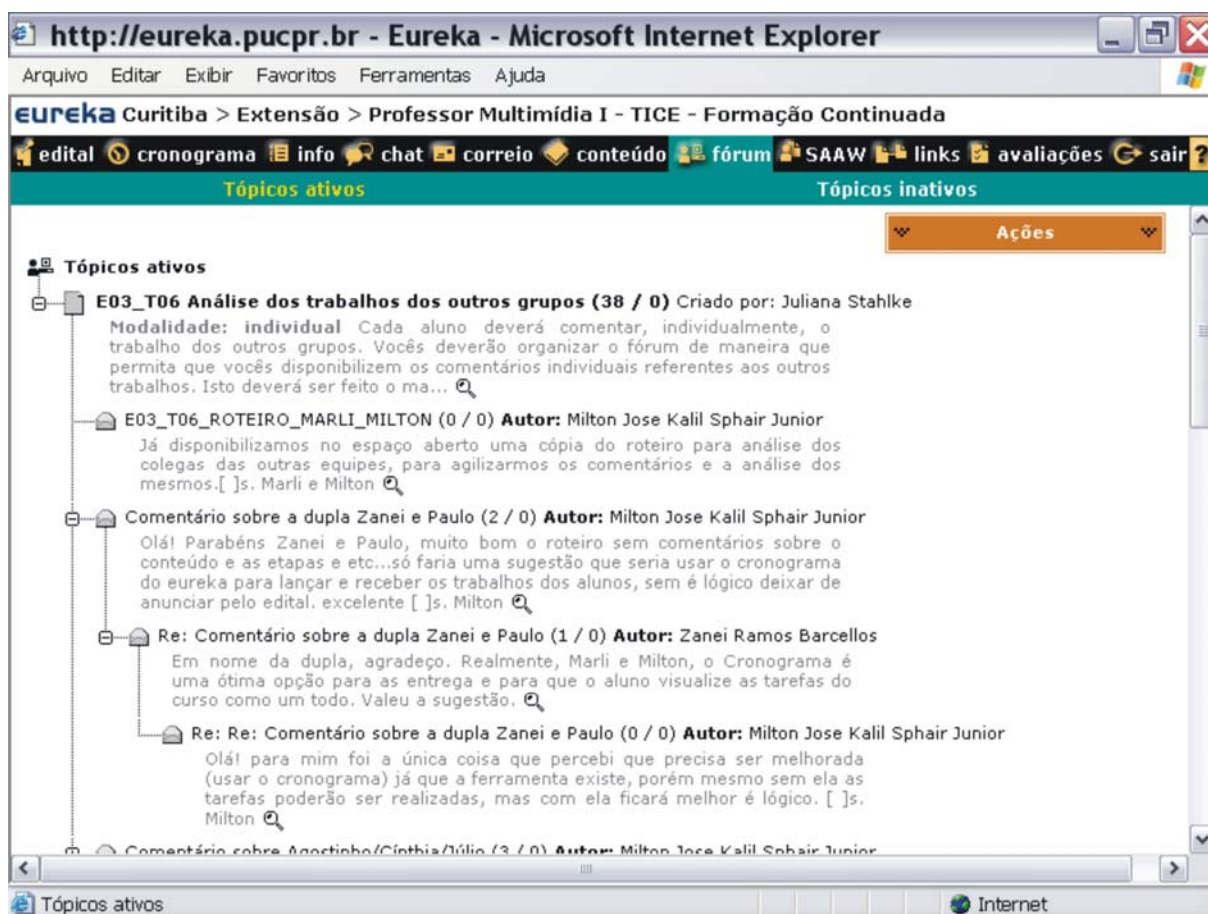 http://eureka.pucpr.br - Eureka - Microsoft Internet Explorer
Arquivo Editar Exibir Favoritos Ferramentas Ajuda
eureka Curitiba > Extensão > Professor Multimídia I - TICE - Formação Continuada
edital cronograma info chat correio conteúdo fórum SAAW links avaliações sair ?
Tópicos ativos Tópicos inativos
Ações
Tópicos ativos
E03_T06 Análise dos trabalhos dos outros grupos (38 / 0) Criado por: Juliana Stahlke
Modalidade: individual Cada aluno deverá comentar, individualmente, o
trabalho dos outros grupos. Vocês deverão organizar o fórum de maneira que
permita que vocês disponibilizem os comentários individuais referentes aos outros
trabalhos. Isto deverá ser feito o ma...
E03_T06_ROTEIRO_MARLI_MILTON (0 / 0) Autor: Milton Jose Kalil Sphair Junior
Já disponibilizamos no espaço aberto uma cópia do roteiro para análise dos
colegas das outras equipes, para agilizarmos os comentários e a análise dos
mesmos.[ ]s. Marli e Milton
Comentário sobre a dupla Zanei e Paulo (2 / 0) Autor: Milton Jose Kalil Sphair Junior
Olá! Parabéns Zanei e Paulo, muito bom o roteiro sem comentários sobre o
conteúdo e as etapas e etc...só faria uma sugestão que seria usar o cronograma
do eureka para lançar e receber os trabalhos dos alunos, sem é lógico deixar de
anunciar pelo edital. excelente [ ]s. Milton
Re: Comentário sobre a dupla Zanei e Paulo (1 / 0) Autor: Zanei Ramos Barcellos
Em nome da dupla, agradeço. Realmente, Marli e Milton, o Cronograma é
uma ótima opção para as entrega e para que o aluno visualize as tarefas do
curso como um todo. Valeu a sugestão.
Re: Re: Comentário sobre a dupla Zanei e Paulo (0 / 0) Autor: Milton Jose Kalil Sphair Junior
Olá! para mim foi a única coisa que percebi que precisa ser melhorada
(usar o cronograma) já que a ferramenta existe, porém mesmo sem ela as
tarefas poderão ser realizadas, mas com ela ficará melhor é lógico. [ ]s.
Milton
Comentário sobre Agostinho/Cínthia/Júlio (3 / 0) Autor: Milton Jose Kalil Sphair Junior
Tópicos ativos Internet